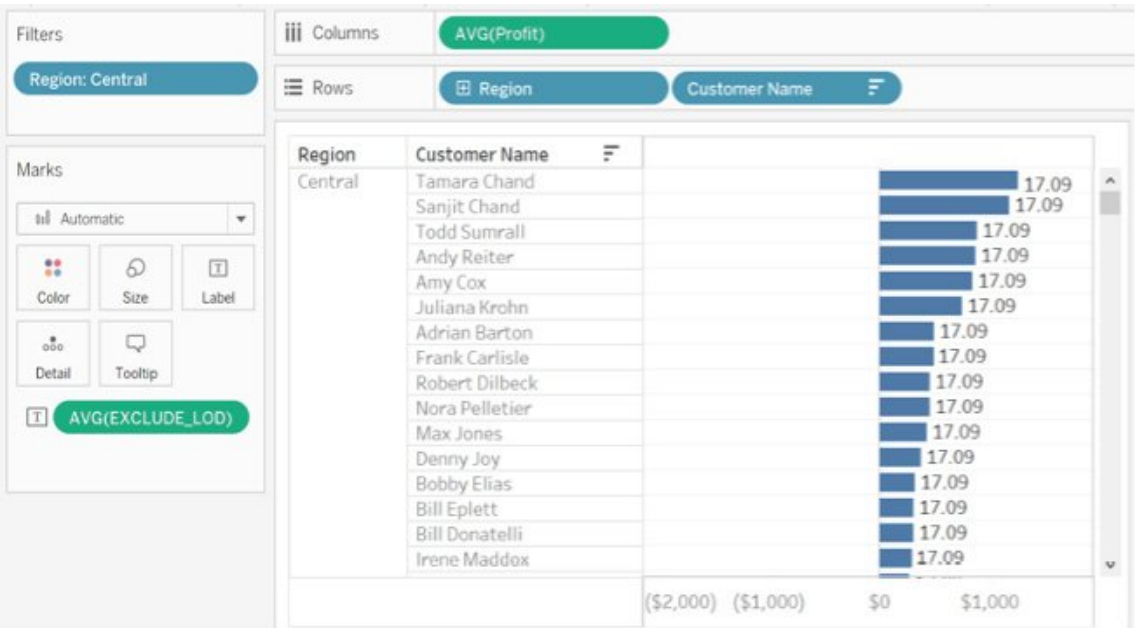 Filters
Region: Central
Columns AVG(Profit)
Rows Region Customer Name
Marks
Automatic
Color Size Label
Detail Tooltip
T AVG(EXCLUDE_LOD)
Region Customer Name
Central Tamara Chand 17.09
Sanjit Chand 17.09
Todd Sumrall 17.09
Andy Reiter 17.09
Amy Cox 17.09
Juliana Krohn 17.09
Adrian Barton 17.09
Frank Carlisle 17.09
Robert Dilbeck 17.09
Nora Pelletier 17.09
Max Jones 17.09
Denny Joy 17.09
Bobby Elias 17.09
Bill Eplett 17.09
Bill Donatelli 17.09
Irene Maddox 17.09
($2,000) ($1,000) $0 $1,000